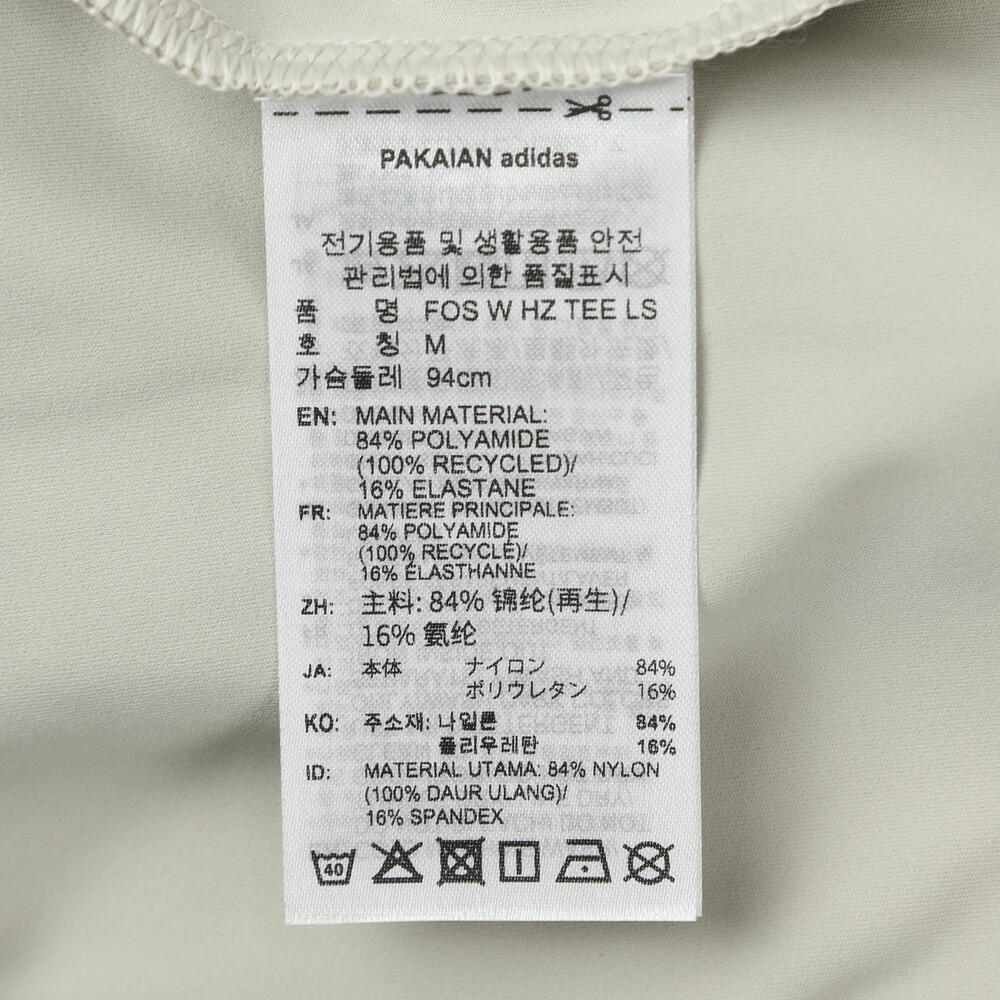 PAKAIAN adidas
전기용품 및 생활용품 안전
관리법에 의한 품질표시
품 명 FOS W HZ TEE LS
호 칭 M
가슴둘레 94cm
EN: MAIN MATERIAL:
84% POLYAMIDE
(100% RECYCLED)/
16% ELASTANE
FR: MATIERE PRINCIPALE:
84% POLYAMIDE
(100% RECYCLÉ)/
16% ÉLASTHANNE
ZH: 主料: 84% 锦纶(再生)/
16% 氨纶
JA: 本体 ナイロン 84%
ポリウレタン 16%
KO: 주소재: 나일론 84%
폴리우레탄 16%
ID: MATERIAL UTAMA: 84% NYLON
(100% DAUR ULANG)/
16% SPANDEX
40